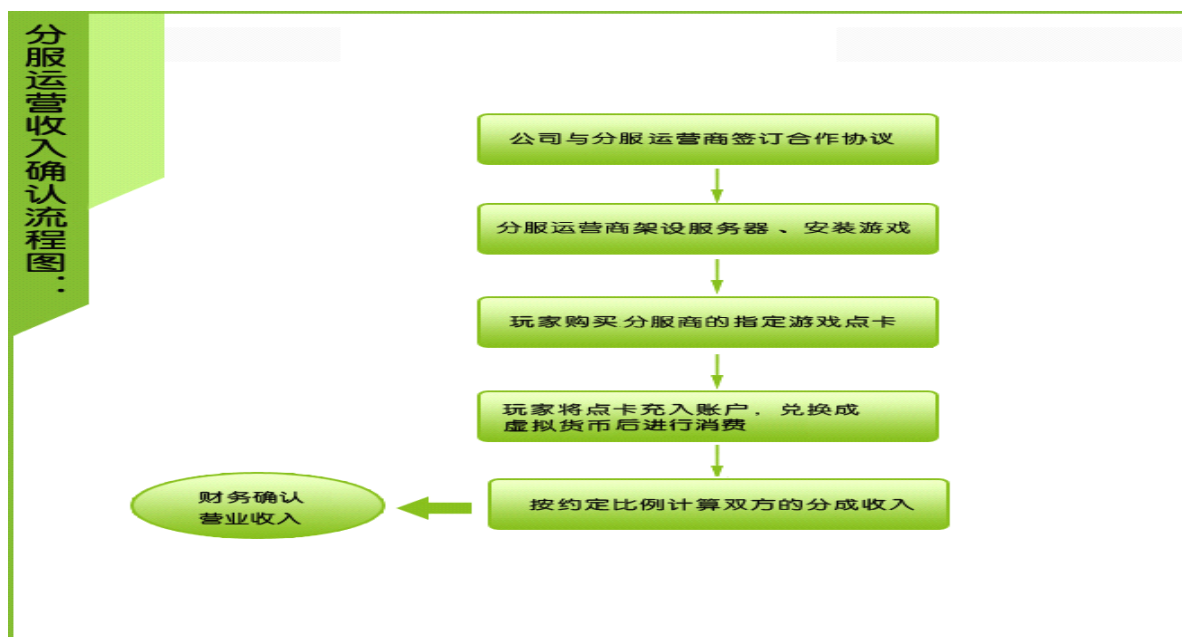 分服运营收入确认流程图：
公司与分服运营商签订合作协议
分服运营商架设服务器、安装游戏
玩家购买分服商的指定游戏点卡
玩家将点卡充入账户，兑换成
虚拟货币后进行消费
按约定比例计算双方的分成收入
财务确认
营业收入